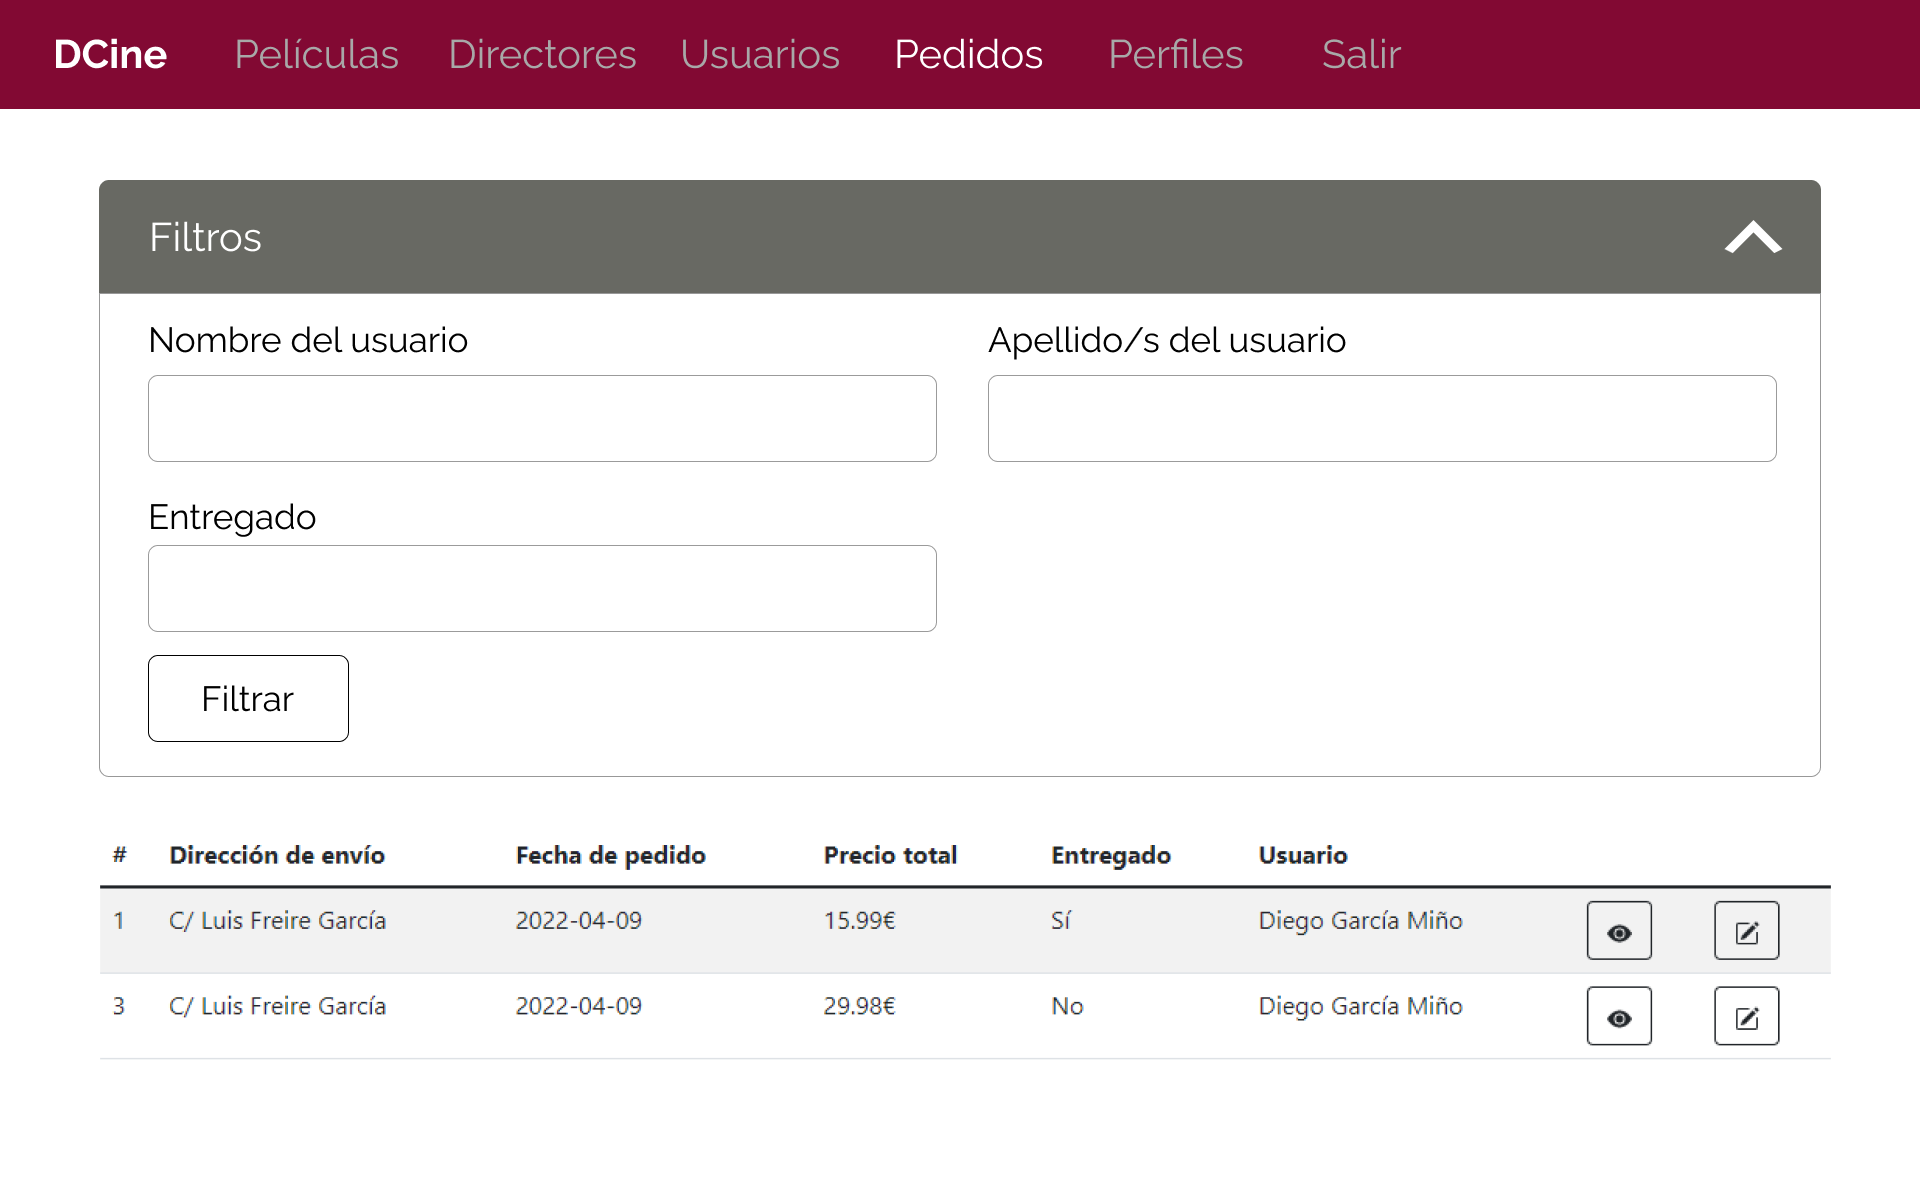 DCine Películas Directores Usuarios Pedidos Perfiles Salir
Filtros
Nombre del usuario Apellido/s del usuario
Entregado
Filtrar
# Dirección de envío Fecha de pedido Precio total Entregado Usuario
1 C/ Luis Freire García 2022-04-09 15.99€ Sí Diego García Miño
3 C/ Luis Freire García 2022-04-09 29.98€ No Diego García Miño